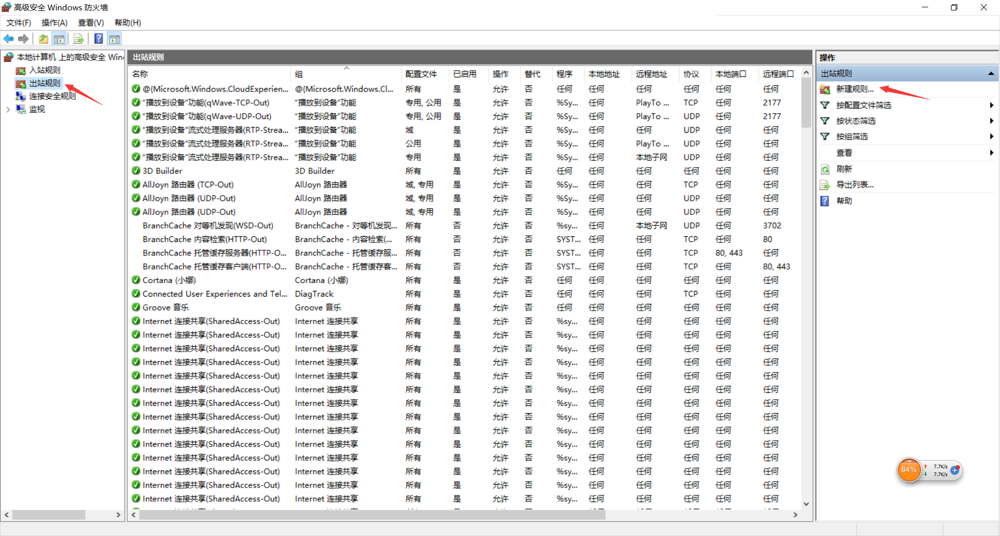 高级安全 Windows 防火墙
文件(F) 操作(A) 查看(V) 帮助(H)
本地计算机 上的高级安全 Win
入站规则
出站规则
连接安全规则
监视
出站规则
名称 组 配置文件 已启用 操作 替代 程序 本地地址 远程地址 协议 本地端口 远程端口
@{Microsoft.Windows.CloudExperien... @{Microsoft.Windows.Cl... 所有 是 允许 否 任何 任何 任何 任何 任何 任何
“播放到设备”功能(qWave-TCP-Out) “播放到设备”功能 专用, 公用 是 允许 否 %Sy... 任何 PlayTo ... TCP 任何 2177
“播放到设备”功能(qWave-UDP-Out) “播放到设备”功能 专用, 公用 是 允许 否 %Sy... 任何 PlayTo ... UDP 任何 2177
“播放到设备”流式处理服务器(RTP-Strea... “播放到设备”功能 域 是 允许 否 %Sy... 任何 任何 UDP 任何 任何
“播放到设备”流式处理服务器(RTP-Strea... “播放到设备”功能 公用 是 允许 否 %Sy... 任何 PlayTo ... UDP 任何 任何
“播放到设备”流式处理服务器(RTP-Strea... “播放到设备”功能 专用 是 允许 否 %Sy... 任何 本地子网 UDP 任何 任何
3D Builder 3D Builder 所有 是 允许 否 任何 任何 任何 任何 任何 任何
AllJoyn 路由器 (TCP-Out) AllJoyn 路由器 域, 专用 是 允许 否 %Sy... 任何 任何 TCP 任何 任何
AllJoyn 路由器 (UDP-Out) AllJoyn 路由器 域, 专用 是 允许 否 %Sy... 任何 任何 UDP 任何 任何
AllJoyn 路由器 (UDP-Out) AllJoyn 路由器 域, 专用 是 允许 否 %Sy... 任何 任何 UDP 任何 任何
BranchCache 对等机发现(WSD-Out) BranchCache - 对等机发现... 所有 否 允许 否 %sy... 任何 本地子网 UDP 任何 3702
BranchCache 内容检索(HTTP-Out) BranchCache - 内容检索(... 所有 否 允许 否 SYST... 任何 任何 TCP 任何 80
BranchCache 托管缓存服务器(HTTP-O... BranchCache - 托管缓存服... 所有 否 允许 否 SYST... 任何 任何 TCP 80, 443 任何
BranchCache 托管缓存客户端(HTTP-O... BranchCache - 托管缓存客... 所有 否 允许 否 SYST... 任何 任何 TCP 任何 80, 443
Cortana (小娜) Cortana (小娜) 所有 是 允许 否 任何 任何 任何 任何 任何 任何
Connected User Experiences and Tel... DiagTrack 所有 是 允许 否 任何 任何 任何 TCP 任何 任何
Groove 音乐 Groove 音乐 所有 是 允许 否 任何 任何 任何 任何 任何 任何
Internet 连接共享(SharedAccess-Out) Internet 连接共享 所有 是 允许 否 %sy... 任何 任何 任何 任何 任何
Internet 连接共享(SharedAccess-Out) Internet 连接共享 所有 是 允许 否 %sy... 任何 任何 任何 任何 任何
Internet 连接共享(SharedAccess-Out) Internet 连接共享 所有 是 允许 否 %sy... 任何 任何 任何 任何 任何
Internet 连接共享(SharedAccess-Out) Internet 连接共享 所有 是 允许 否 %sy... 任何 任何 任何 任何 任何
Internet 连接共享(SharedAccess-Out) Internet 连接共享 所有 是 允许 否 %sy... 任何 任何 任何 任何 任何
Internet 连接共享(SharedAccess-Out) Internet 连接共享 所有 是 允许 否 %sy... 任何 任何 任何 任何 任何
Internet 连接共享(SharedAccess-Out) Internet 连接共享 所有 是 允许 否 %sy... 任何 任何 任何 任何 任何
Internet 连接共享(SharedAccess-Out) Internet 连接共享 所有 是 允许 否 %sy... 任何 任何 任何 任何 任何
Internet 连接共享(SharedAccess-Out) Internet 连接共享 所有 是 允许 否 %sy... 任何 任何 任何 任何 任何
Internet 连接共享(SharedAccess-Out) Internet 连接共享 所有 是 允许 否 %sy... 任何 任何 任何 任何 任何
Internet 连接共享(SharedAccess-Out) Internet 连接共享 所有 是 允许 否 %sy... 任何 任何 任何 任何 任何
Internet 连接共享(SharedAccess-Out) Internet 连接共享 所有 是 允许 否 %sy... 任何 任何 任何 任何 任何
Internet 连接共享(SharedAccess-Out) Internet 连接共享 所有 是 允许 否 %sy... 任何 任何 任何 任何 任何
Internet 连接共享(SharedAccess-Out) Internet 连接共享 所有 是 允许 否 %sy... 任何 任何 任何 任何 任何
操作
出站规则
新建规则...
按配置文件筛选
按状态筛选
按组筛选
查看
刷新
导出列表...
帮助
84%
7.7K/s
7.7K/s